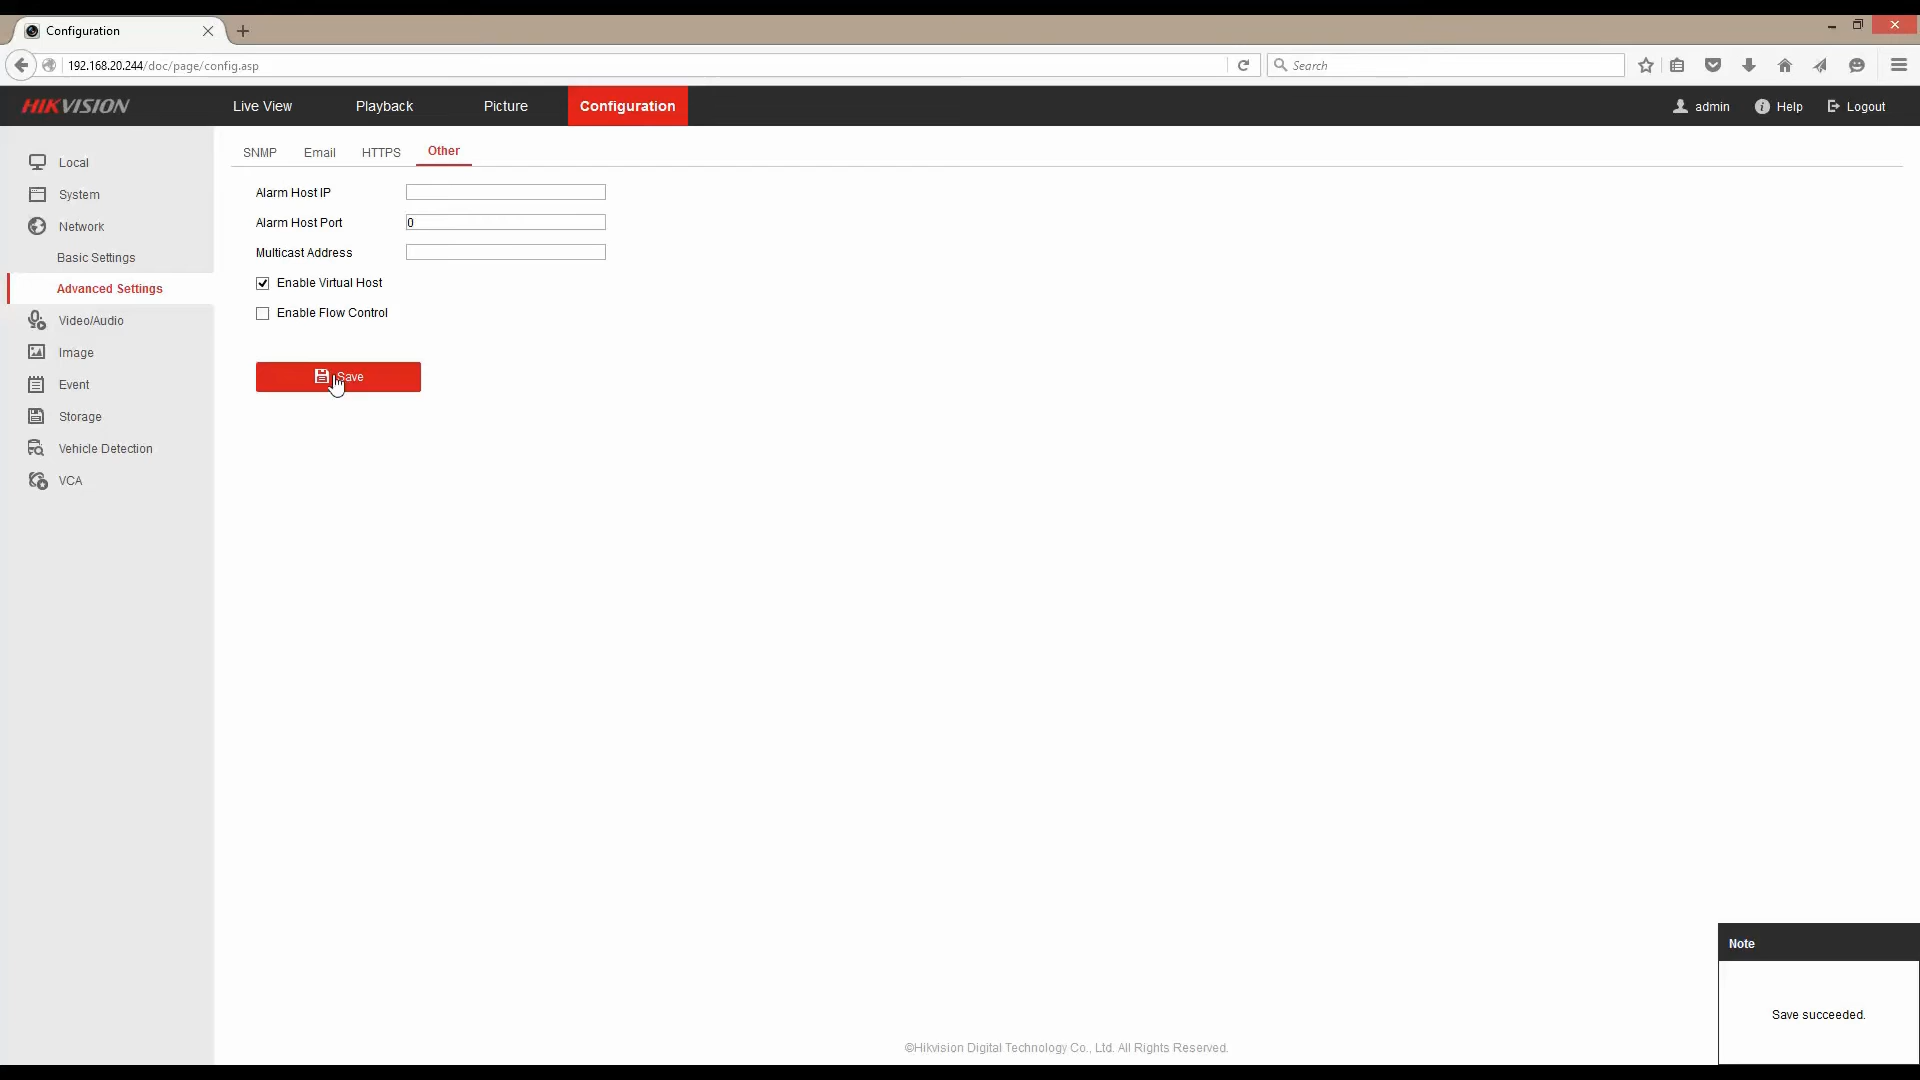 Configuration
192.168.20.244/doc/page/config.asp
Search
HIKVISION
Live View
Playback
Picture
Configuration
admin
Help
Logout
Local
System
Network
Basic Settings
Advanced Settings
Video/Audio
Image
Event
Storage
Vehicle Detection
VCA
SNMP
Email
HTTPS
Other
Alarm Host IP
Alarm Host Port
0
Multicast Address
Enable Virtual Host
Enable Flow Control
Save
Note
Save succeeded.
©Hikvision Digital Technology Co., Ltd. All Rights Reserved.